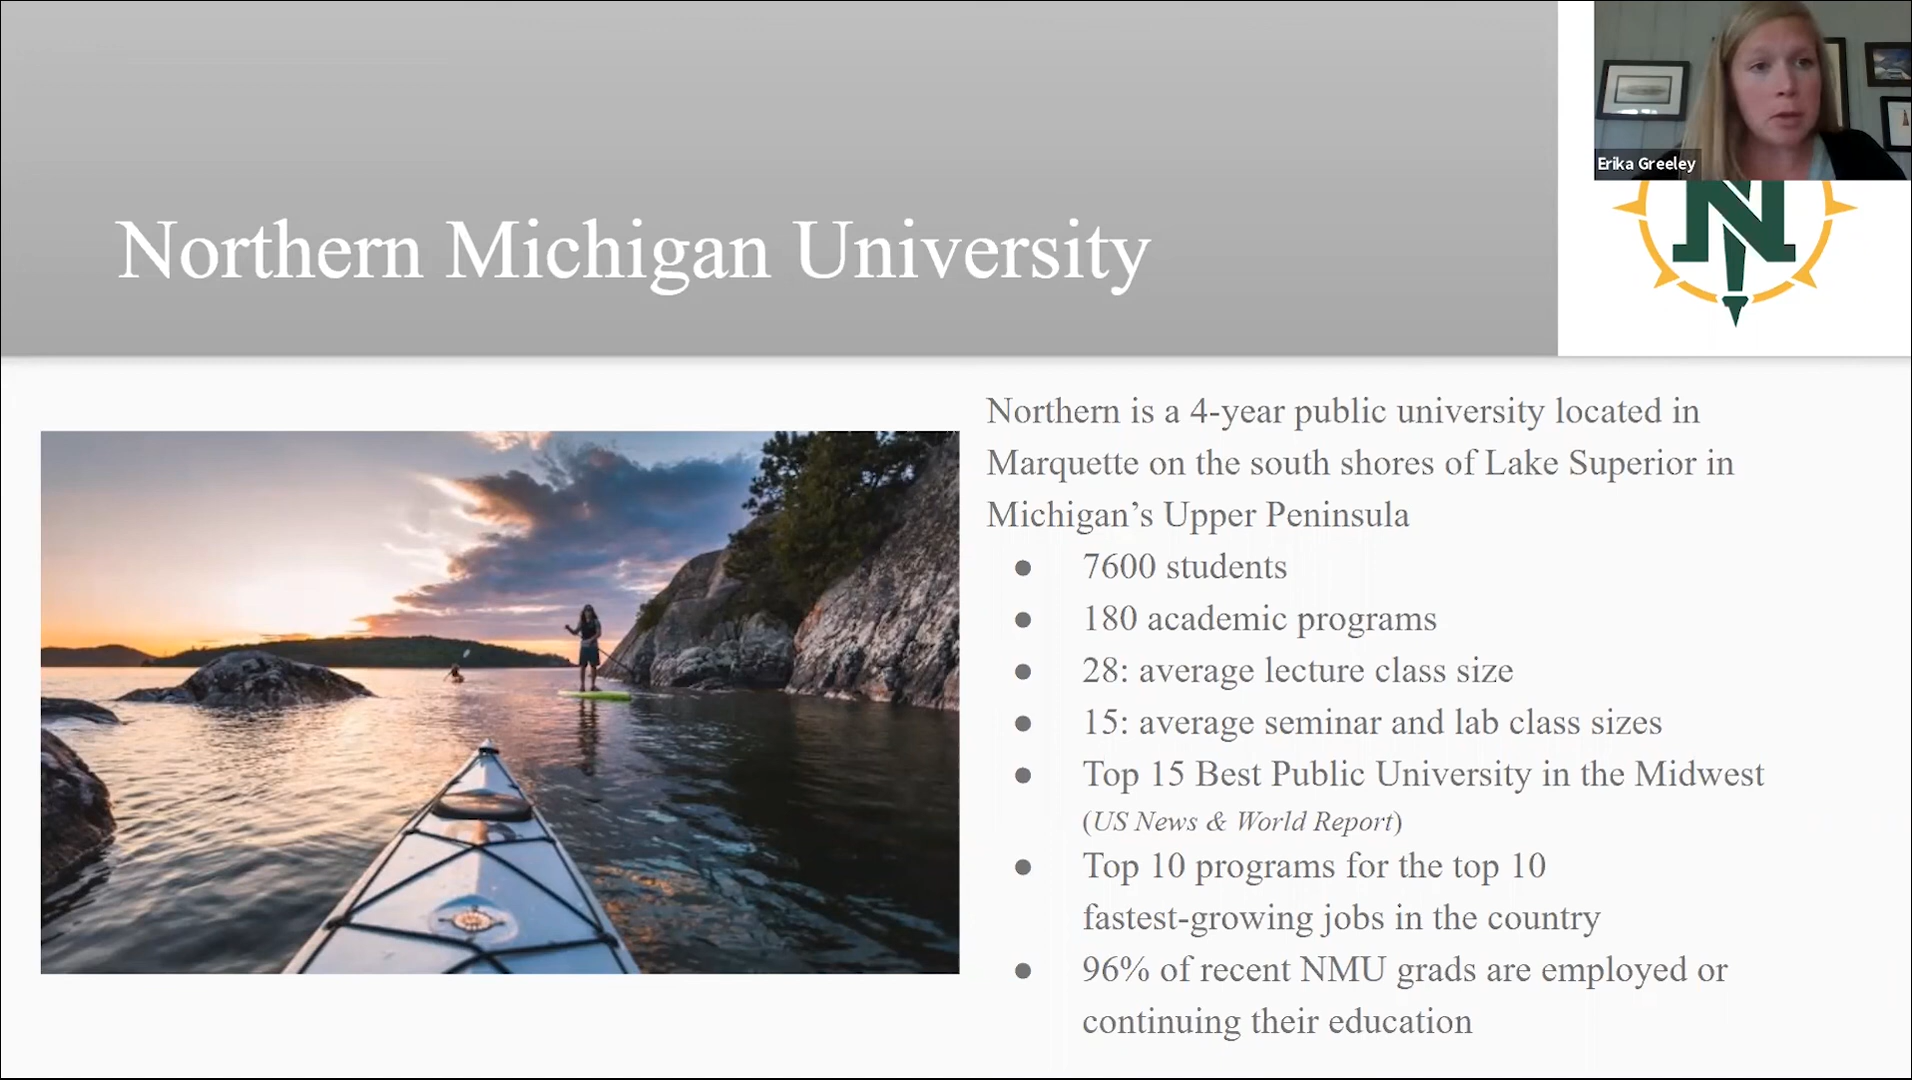 Erika Greeley
N
Northern Michigan University
Northern is a 4-year public university located in
Marquette on the south shores of Lake Superior in
Michigan’s Upper Peninsula
● 7600 students
● 180 academic programs
● 28: average lecture class size
● 15: average seminar and lab class sizes
● Top 15 Best Public University in the Midwest
(US News & World Report)
● Top 10 programs for the top 10
fastest-growing jobs in the country
● 96% of recent NMU grads are employed or
continuing their education